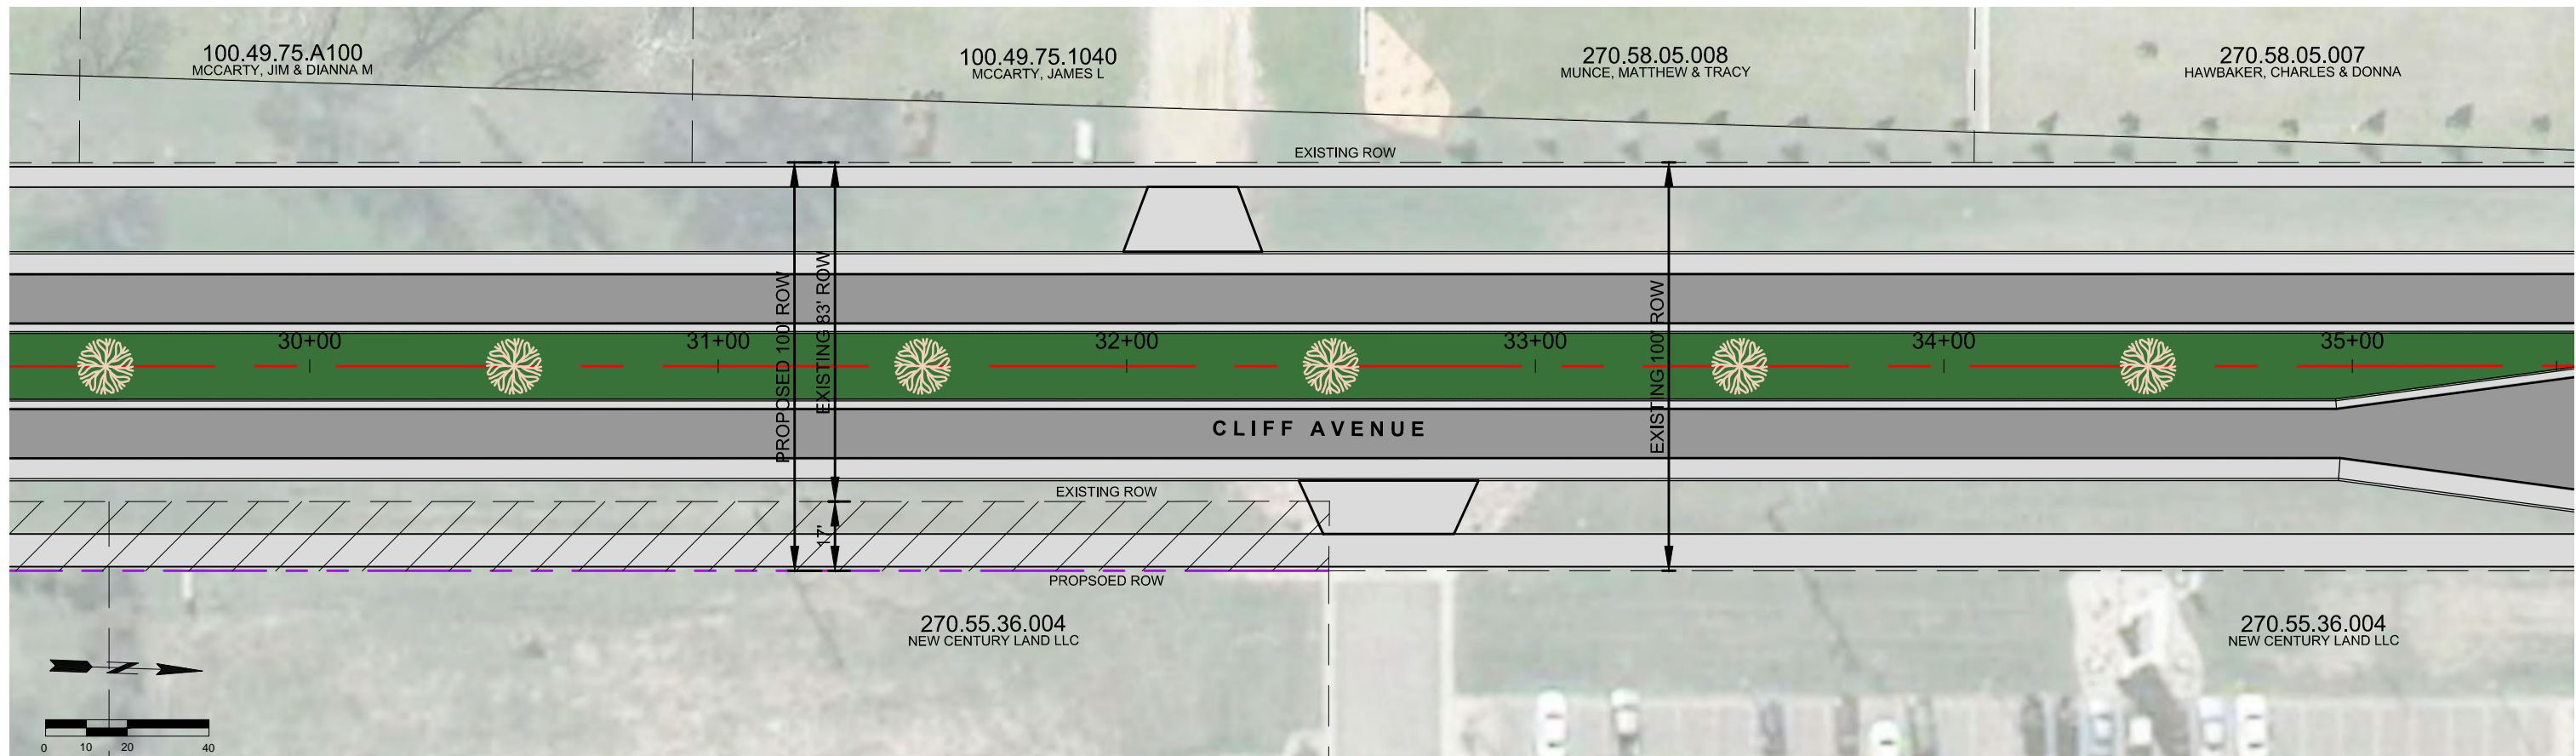 100.49.75.A100
MCCARTY, JIM & DIANNA M
100.49.75.1040
MCCARTY, JAMES L
270.58.05.008
MUNCE, MATTHEW & TRACY
270.58.05.007
HAWBAKER, CHARLES & DONNA
EXISTING ROW
PROPOSED 100' ROW
EXISTING 83' ROW
EXISTING 100' ROW
30+00
31+00
32+00
33+00
34+00
35+00
CLIFF AVENUE
EXISTING ROW
17'
PROPSOED ROW
270.55.36.004
NEW CENTURY LAND LLC
270.55.36.004
NEW CENTURY LAND LLC
Z
0 10 20 40